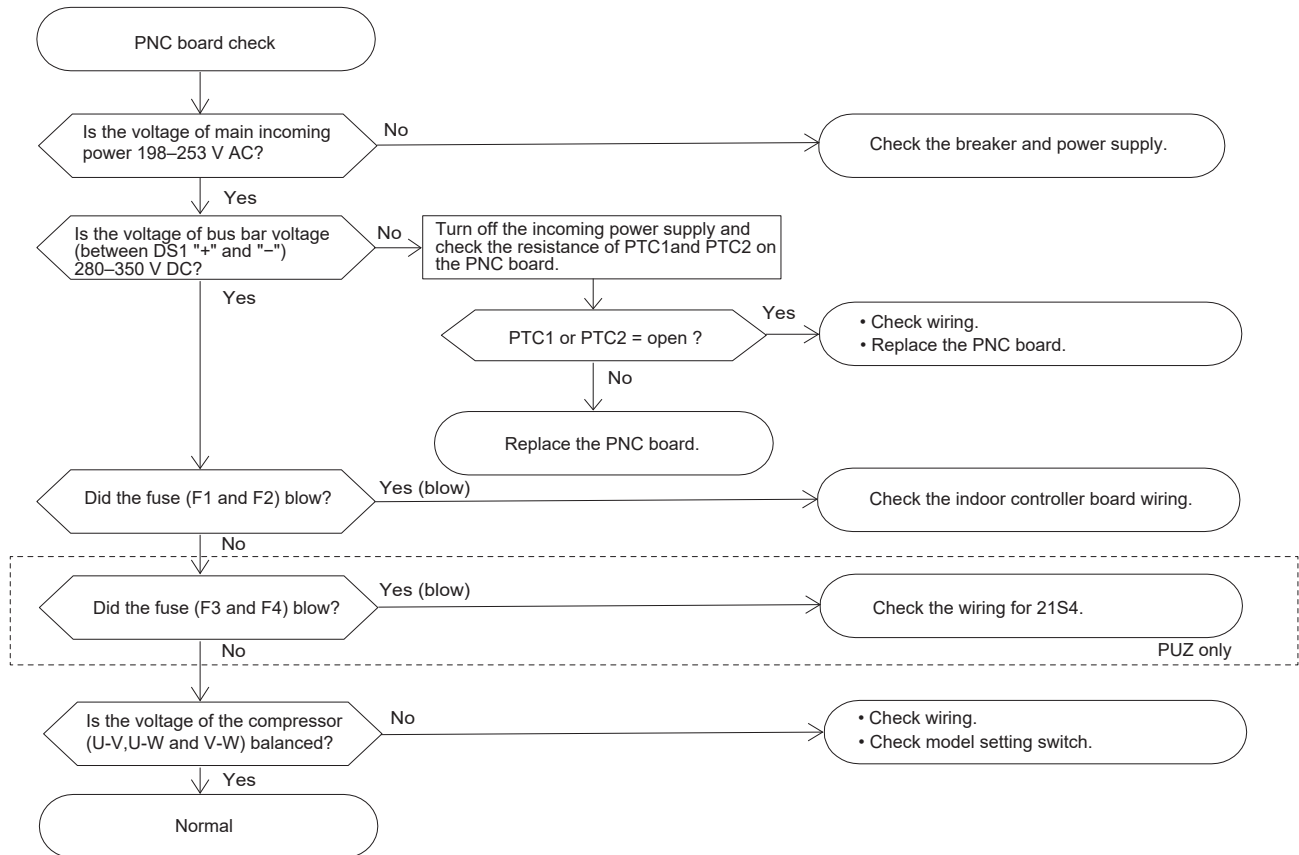 PNC board check
Is the voltage of main incoming
power 198–253 V AC?
No
Check the breaker and power supply.
Yes
Is the voltage of bus bar voltage
(between DS1 "+" and "−")
280–350 V DC?
No
Turn off the incoming power supply and
check the resistance of PTC1and PTC2 on
the PNC board.
Yes
PTC1 or PTC2 = open ?
Yes
• Check wiring.
• Replace the PNC board.
No
Replace the PNC board.
Did the fuse (F1 and F2) blow?
Yes (blow)
Check the indoor controller board wiring.
No
Did the fuse (F3 and F4) blow?
Yes (blow)
Check the wiring for 21S4.
No
PUZ only
Is the voltage of the compressor
(U-V,U-W and V-W) balanced?
No
• Check wiring.
• Check model setting switch.
Yes
Normal